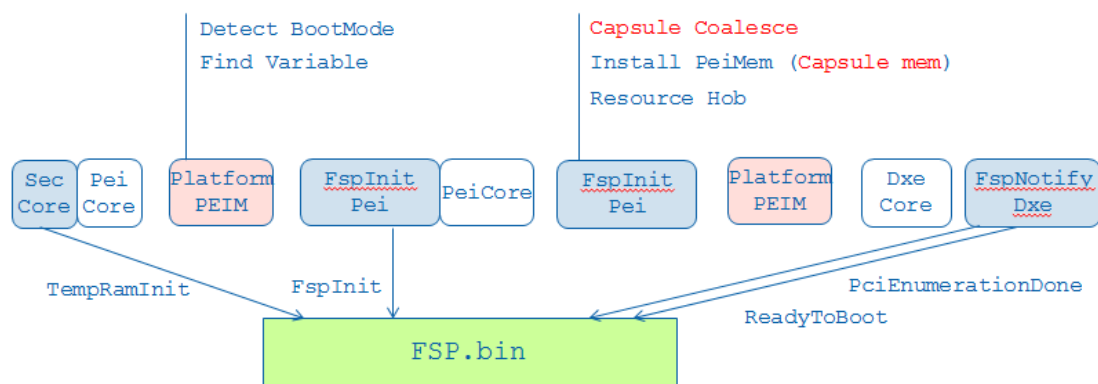 Detect BootMode
Find Variable
Capsule Coalesce
Install PeiMem (Capsule mem)
Resource Hob
Sec
Core
Pei
Core
Platform
PEIM
FspInit
Pei
PeiCore
FspInit
Pei
Platform
PEIM
Dxe
Core
FspNotify
Dxe
TempRamInit
FspInit
PciEnumerationDone
ReadyToBoot
FSP.bin